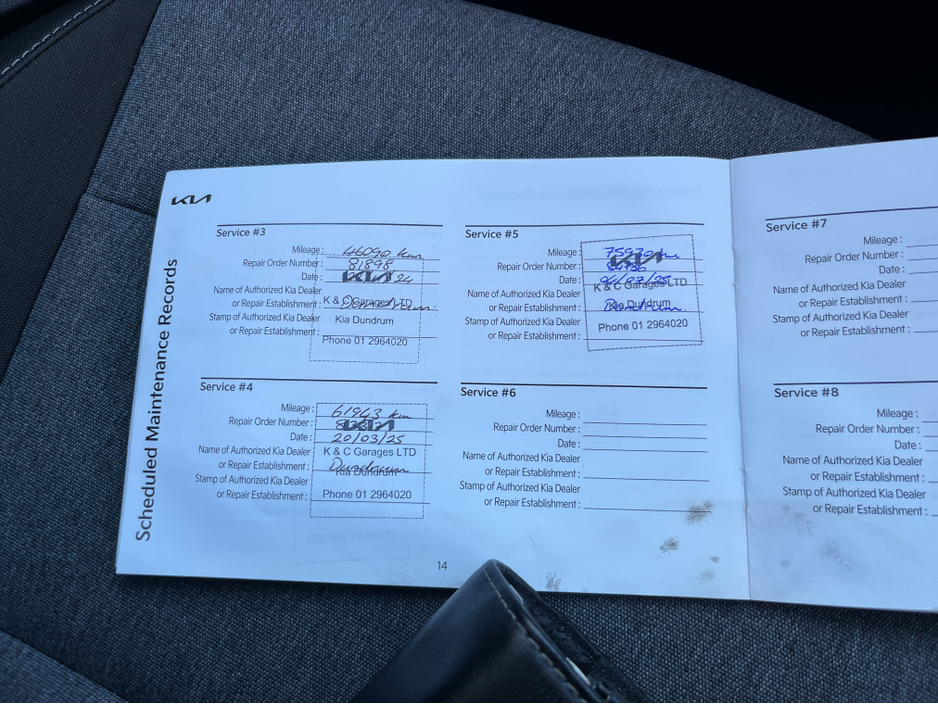 KIA
Scheduled Maintenance Records
Service #3
Mileage: 46090 km
Repair Order Number: 81898
Date: 24
KIA
Name of Authorized Kia Dealer
or Repair Establishment: Dundrum
K & C Garages LTD
Stamp of Authorized Kia Dealer
or Repair Establishment:
Kia Dundrum
Phone 01 2964020
Service #4
Mileage: 61943 km
Repair Order Number:
KIA
Date: 20/03/25
Name of Authorized Kia Dealer
or Repair Establishment: Dundrum
K & C Garages LTD
Kia Dundrum
Stamp of Authorized Kia Dealer
or Repair Establishment:
Phone 01 2964020
14
Service #5
Mileage: km
KIA
Repair Order Number:
Date:
K & C Garages LTD
Name of Authorized Kia Dealer
or Repair Establishment: Dundrum
Kia Dundrum
Stamp of Authorized Kia Dealer
or Repair Establishment:
Phone 01 2964020
Service #6
Mileage:
Repair Order Number:
Date:
Name of Authorized Kia Dealer
or Repair Establishment:
Stamp of Authorized Kia Dealer
or Repair Establishment:
Service #7
Mileage:
Repair Order Number:
Date:
Name of Authorized Kia Dealer
or Repair Establishment:
Stamp of Authorized Kia Dealer
or Repair Establishment:
Service #8
Mileage:
Repair Order Number:
Date:
Name of Authorized Kia Dealer
or Repair Establishment:
Stamp of Authorized Kia Dealer
or Repair Establishment: